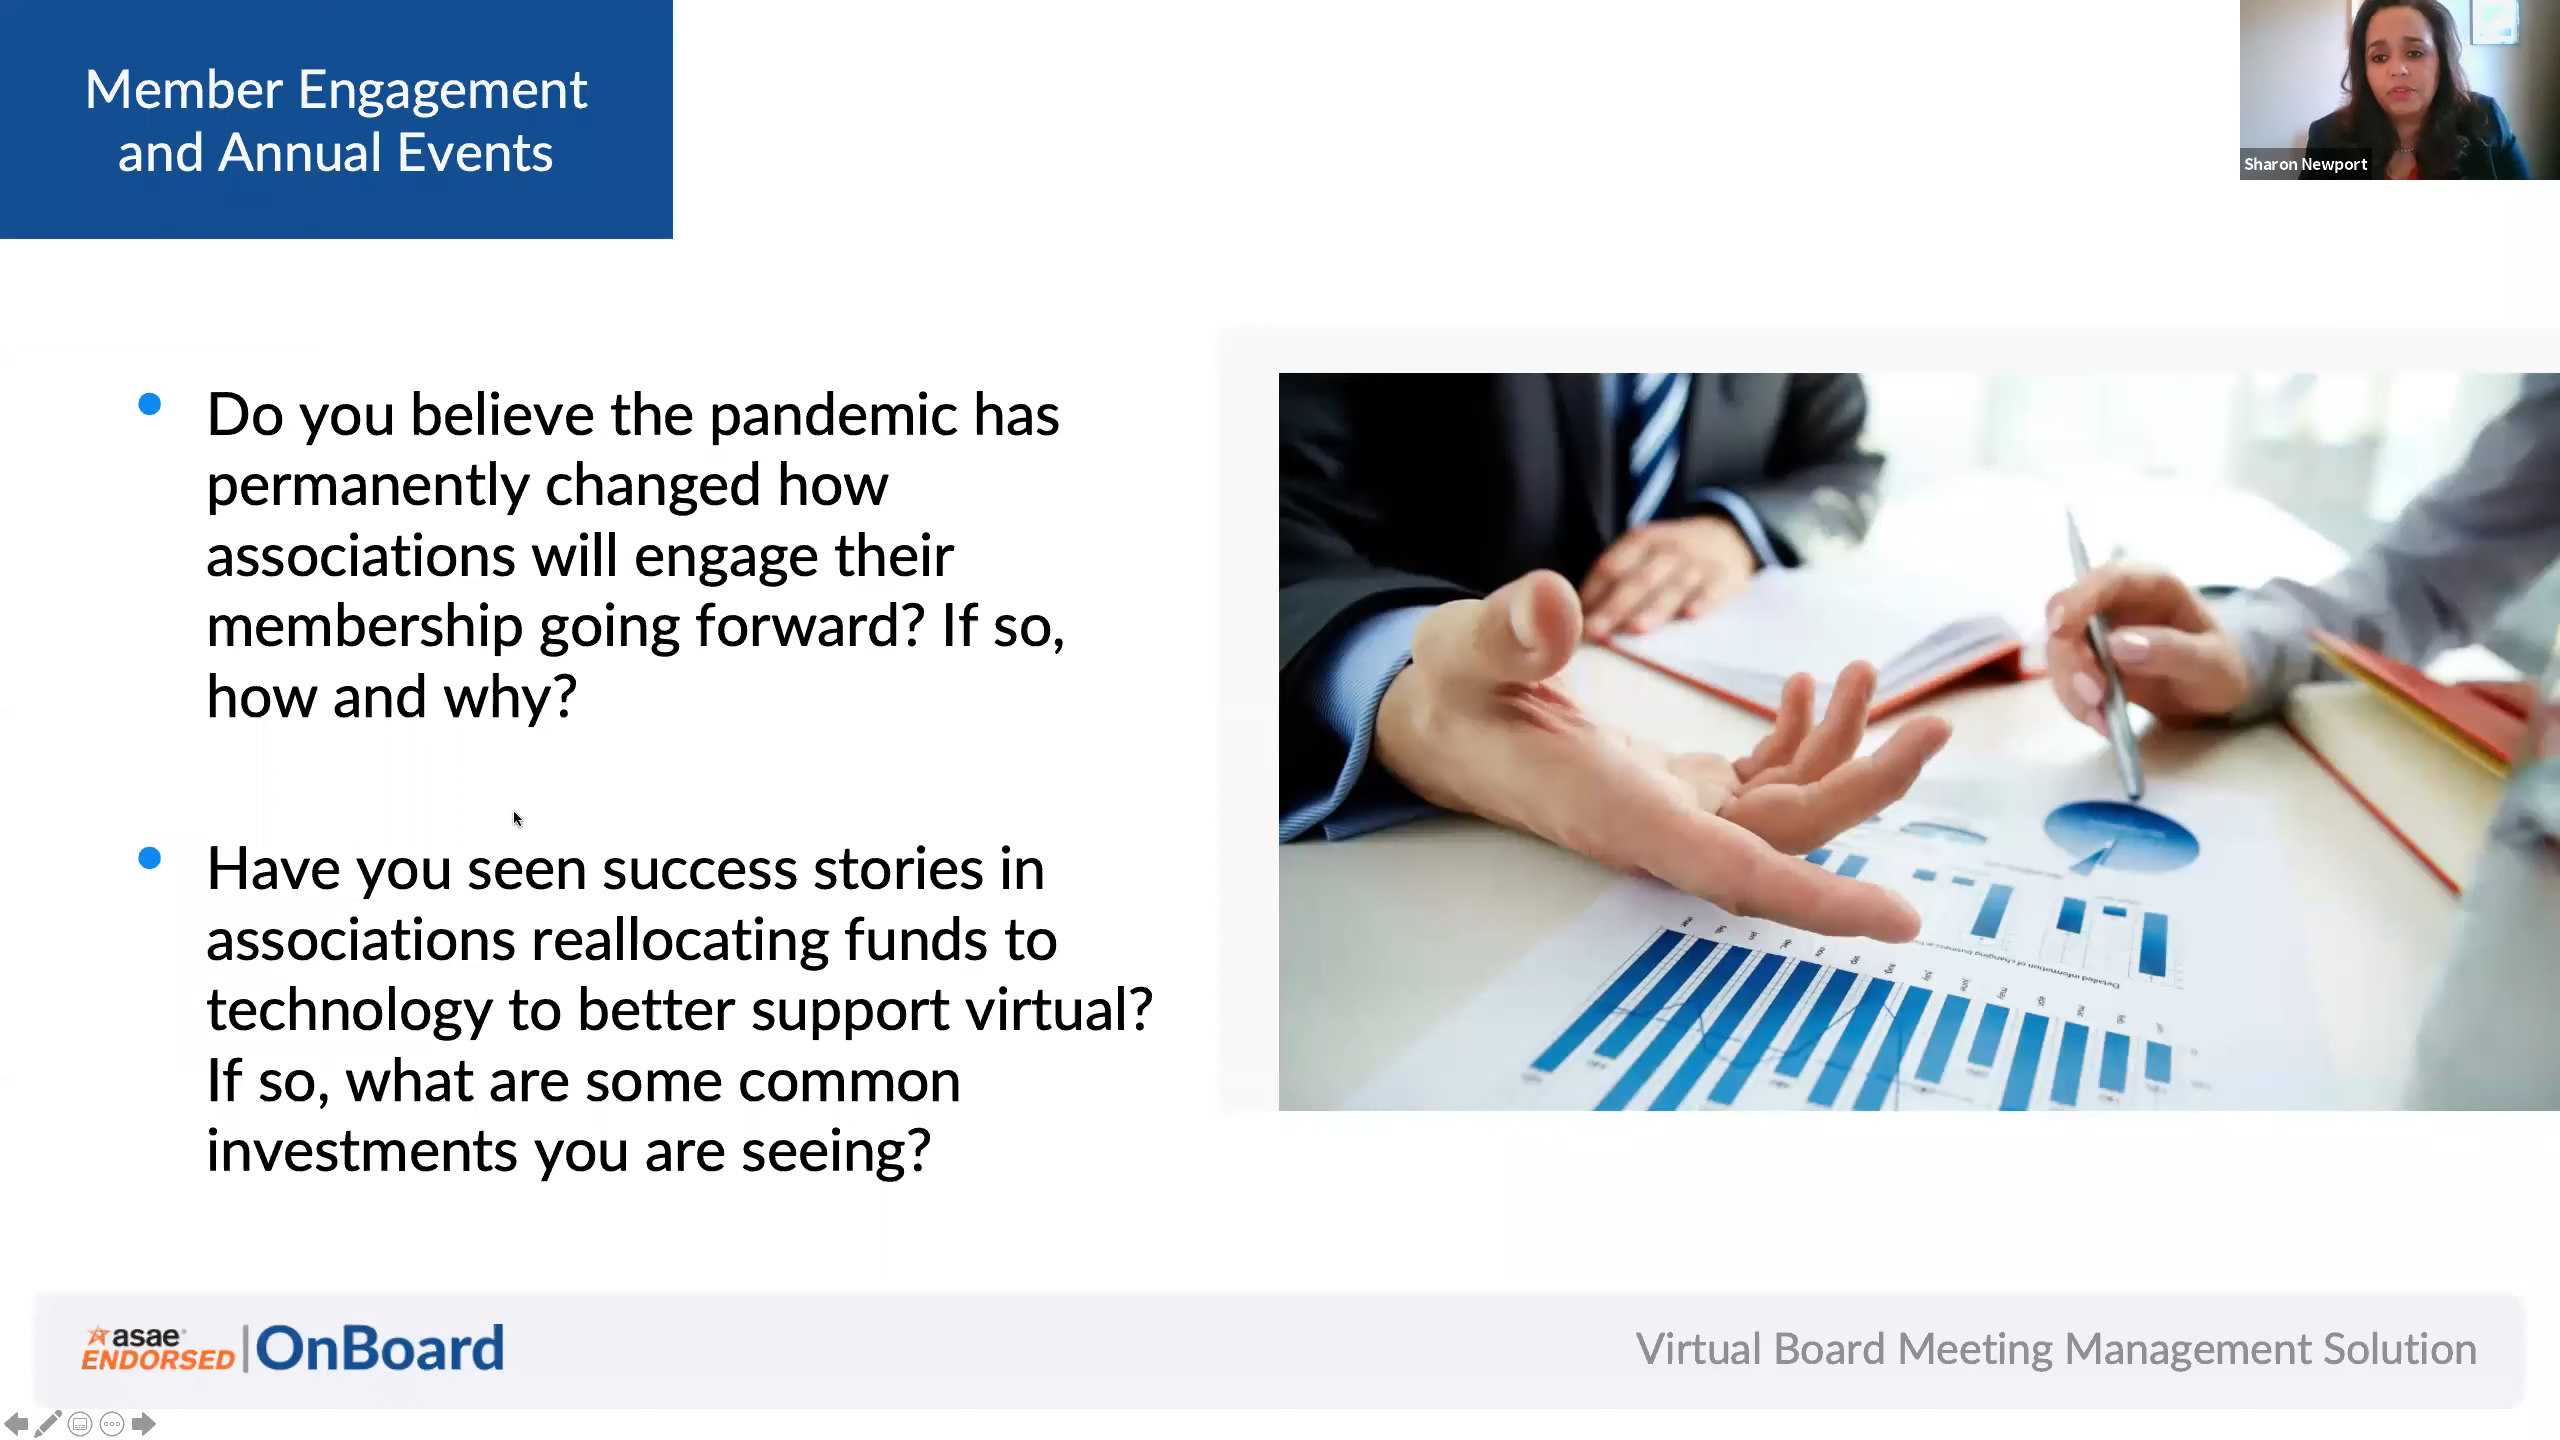 Member Engagement
and Annual Events
Sharon Newport
Do you believe the pandemic has
permanently changed how
associations will engage their
membership going forward? If so,
how and why?
Have you seen success stories in
associations reallocating funds to
technology to better support virtual?
If so, what are some common
investments you are seeing?
asae
ENDORSED
OnBoard
Virtual Board Meeting Management Solution